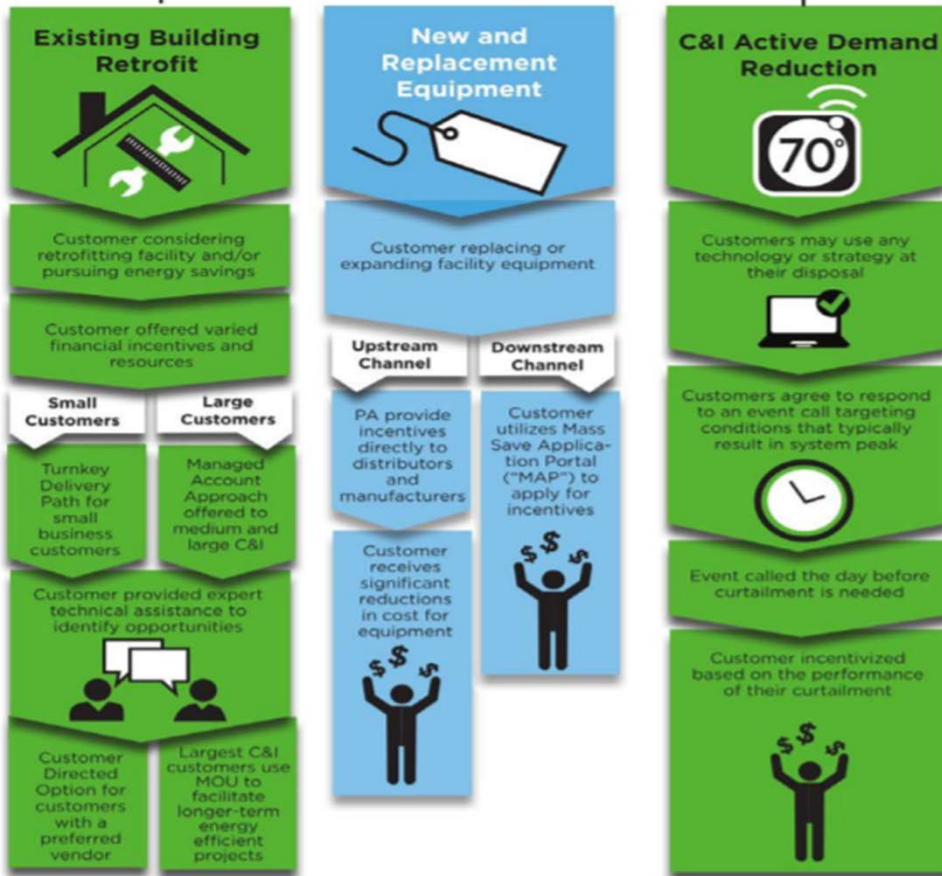 Existing Building
Retrofit
Customer considering
retrofitting facility and/or
pursuing energy savings
Customer offered varied
financial incentives and
resources
Small
Customers
Turnkey
Delivery
Path for
small
business
customers
Large
Customers
Managed
Account
Approach
offered to
medium and
large C&I
Customer provided expert
technical assistance to
identify opportunities
Customer
Directed
Option for
customers
with a
preferred
vendor
Largest C&I
customers use
MOU to
facilitate
longer-term
energy
efficient
projects
New and
Replacement
Equipment
Customer replacing or
expanding facility equipment
Upstream
Channel
PA provide
incentives
directly to
distributors
and
manufacturers
Customer
receives
significant
reductions
in cost for
equipment
$ $ $
Downstream
Channel
Customer
utilizes Mass
Save Applica-
tion Portal
("MAP") to
apply for
incentives
$ $ $
C&I Active Demand
Reduction
70°
Customers may use any
technology or strategy at
their disposal
Customers agree to respond
to an event call targeting
conditions that typically
result in system peak
Event called the day before
curtailment is needed
Customer incentivized
based on the performance
of their curtailment
$ $ $